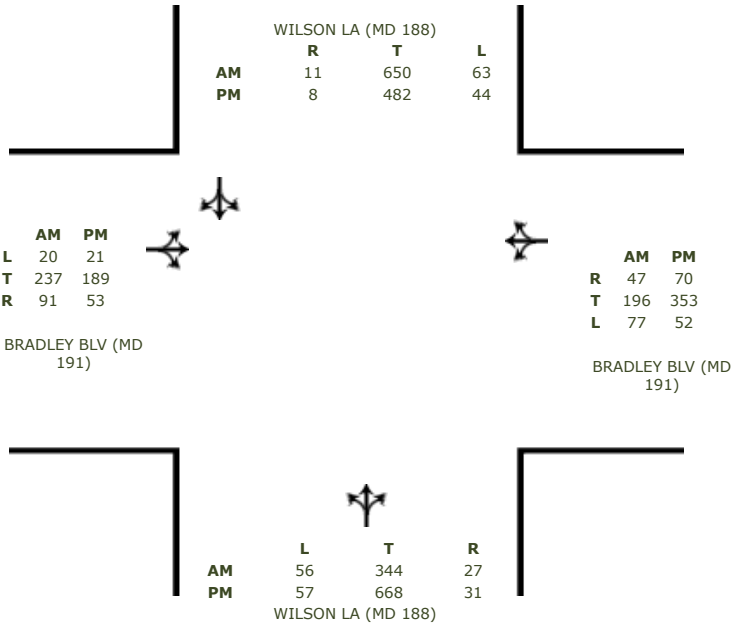 WILSON LA (MD 188)
R T L
AM 11 650 63
PM 8 482 44
AM PM
L 20 21
T 237 189
R 91 53
BRADLEY BLV (MD
191)
AM PM
R 47 70
T 196 353
L 77 52
BRADLEY BLV (MD
191)
L T R
AM 56 344 27
PM 57 668 31
WILSON LA (MD 188)